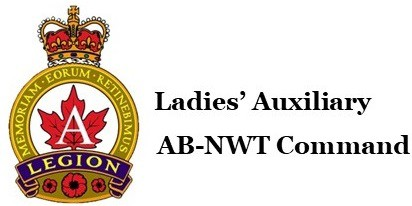 MEMORIAM EORUM RETINEBIMUS
A
LEGION
Ladies’ Auxiliary
AB-NWT Command